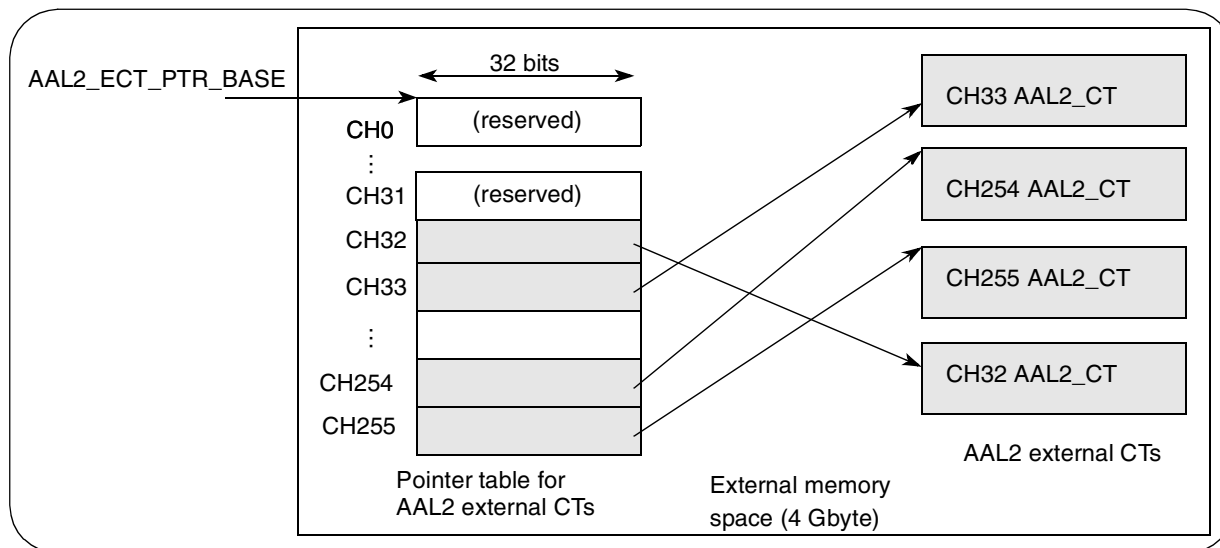 AAL2_ECT_PTR_BASE
32 bits
CH0
(reserved)
⋮
CH31
(reserved)
CH32
CH33
⋮
CH254
CH255
Pointer table for
AAL2 external CTs
External memory
space (4 Gbyte)
CH33 AAL2_CT
CH254 AAL2_CT
CH255 AAL2_CT
CH32 AAL2_CT
AAL2 external CTs